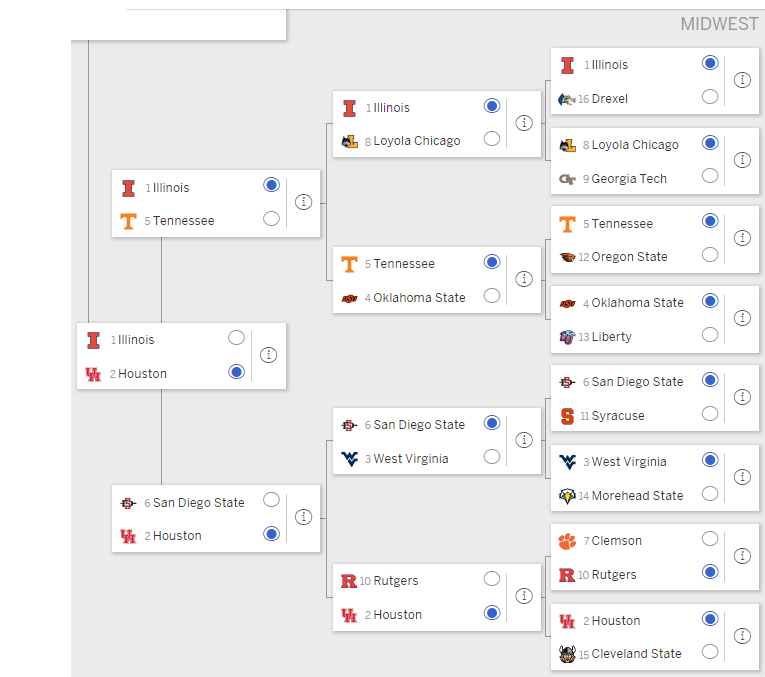 MIDWEST
1 Illinois
16 Drexel
8 Loyola Chicago
9 Georgia Tech
5 Tennessee
12 Oregon State
4 Oklahoma State
13 Liberty
6 San Diego State
11 Syracuse
3 West Virginia
14 Morehead State
7 Clemson
10 Rutgers
2 Houston
15 Cleveland State
1 Illinois
8 Loyola Chicago
5 Tennessee
4 Oklahoma State
6 San Diego State
3 West Virginia
10 Rutgers
2 Houston
1 Illinois
5 Tennessee
6 San Diego State
2 Houston
1 Illinois
2 Houston